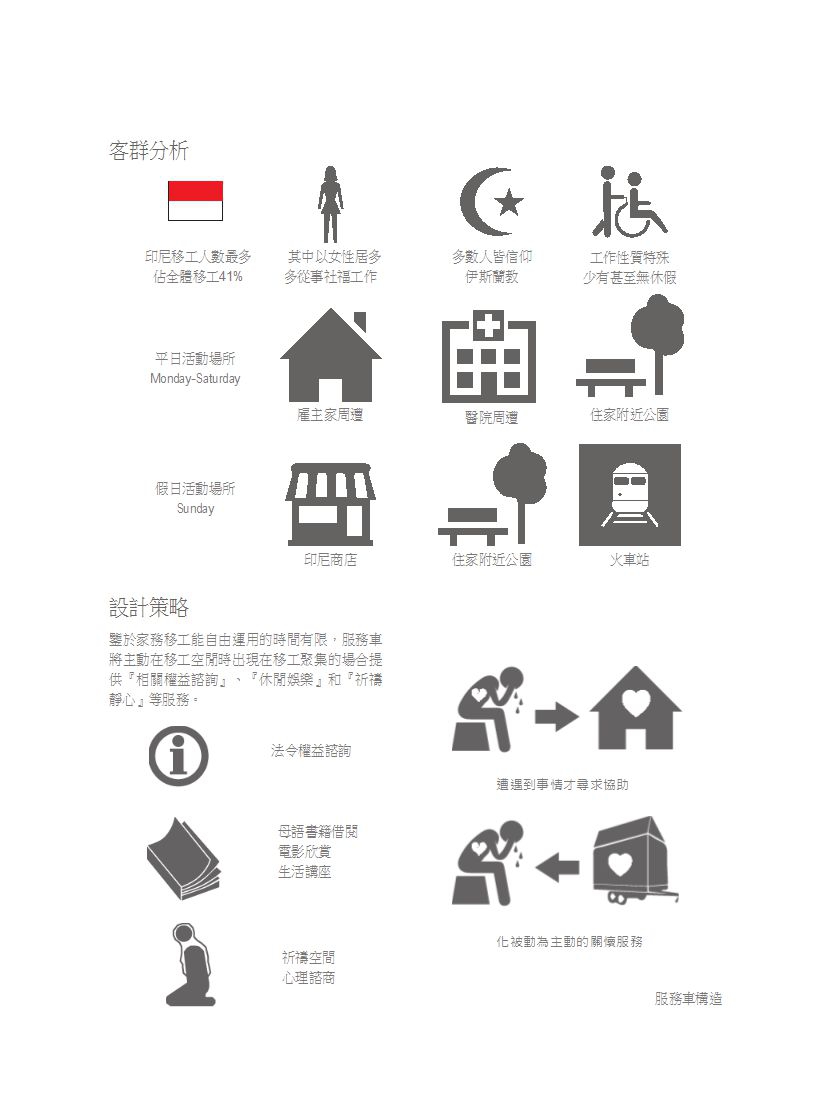 客群分析
印尼移工人數最多
佔全體移工41%
其中以女性居多
多從事社福工作
多數人皆信仰
伊斯蘭教
工作性質特殊
少有甚至無休假
平日活動場所
Monday-Saturday
雇主家周遭
醫院周遭
住家附近公園
假日活動場所
Sunday
印尼商店
住家附近公園
火車站
設計策略
鑒於家務移工能自由運用的時間有限，服務車
將主動在移工空閒時出現在移工聚集的場合提
供『相關權益諮詢』、『休閒娛樂』和『祈禱
靜心』等服務。
法令權益諮詢
母語書籍借閱
電影欣賞
生活講座
祈禱空間
心理諮商
遭遇到事情才尋求協助
化被動為主動的關懷服務
服務車構造